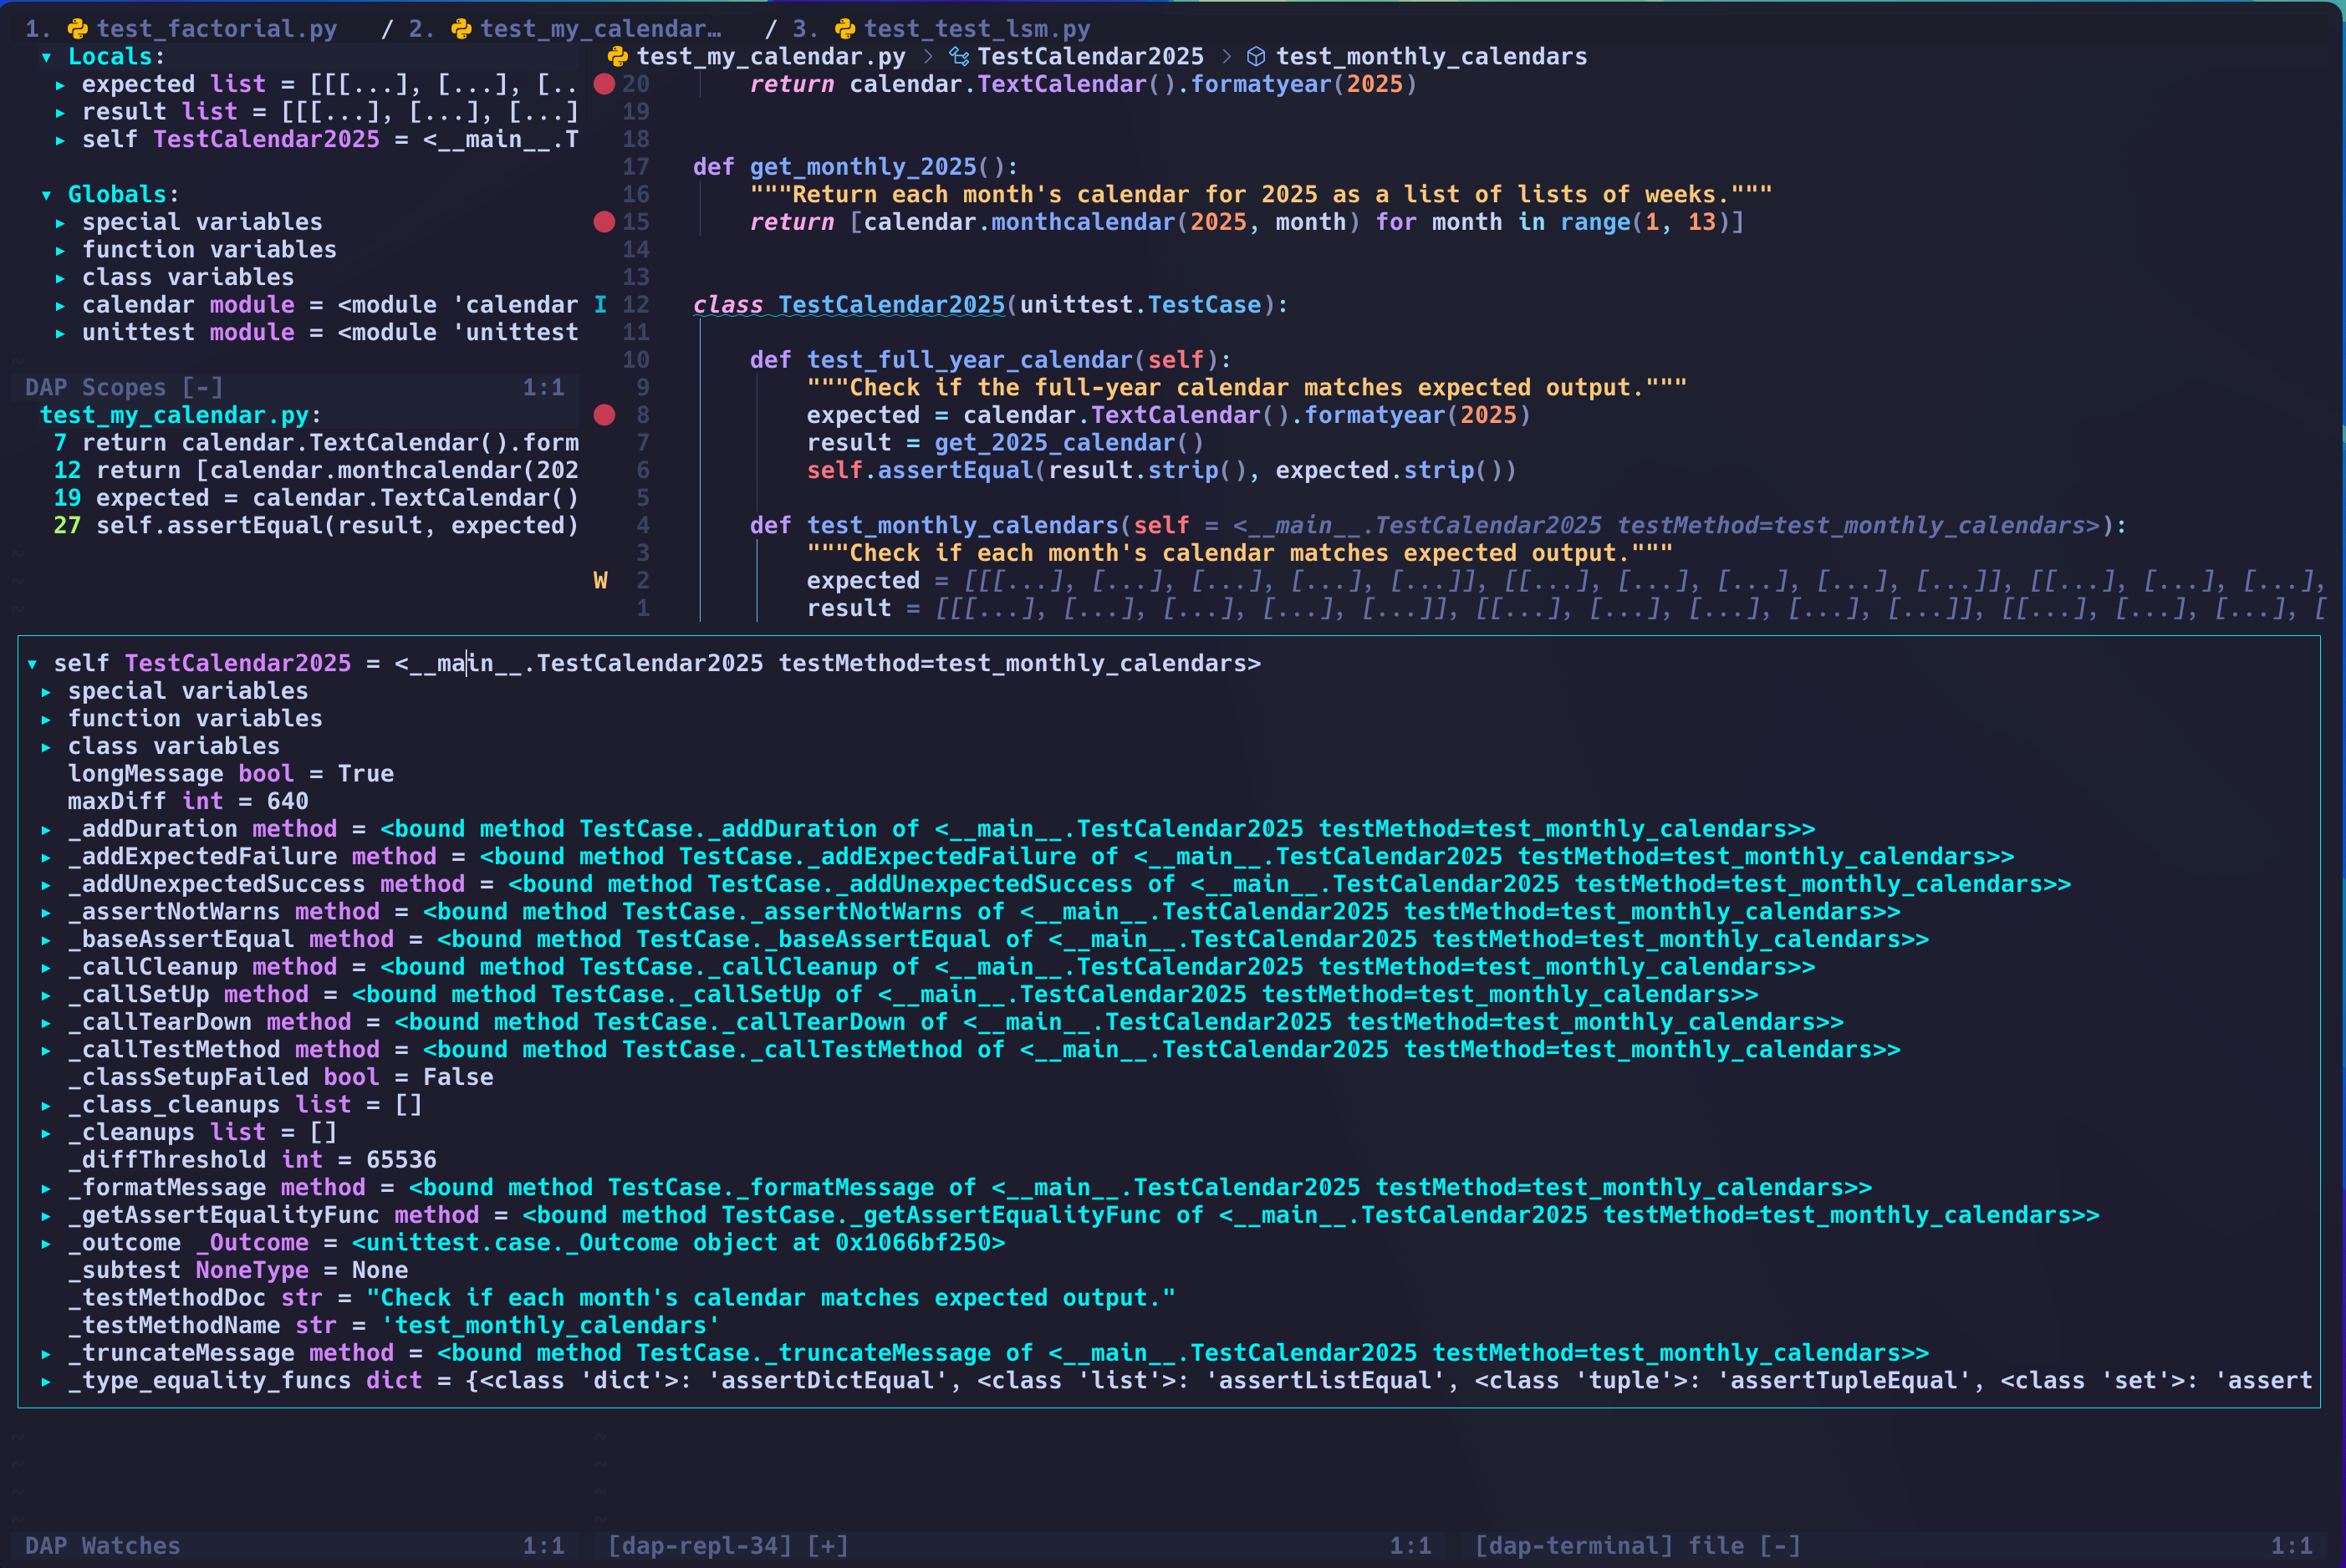 1. test_factorial.py / 2. test_my_calendar… / 3. test_test_lsm.py
▾ Locals:
▸ expected list = [[[...], [...], [..
▸ result list = [[[...], [...], [...]
▸ self TestCalendar2025 = <__main__.T
▾ Globals:
▸ special variables
▸ function variables
▸ class variables
▸ calendar module = <module 'calendar
▸ unittest module = <module 'unittest
DAP Scopes [-] 1:1
test_my_calendar.py:
7 return calendar.TextCalendar().form
12 return [calendar.monthcalendar(202
19 expected = calendar.TextCalendar()
27 self.assertEqual(result, expected)
test_my_calendar.py > TestCalendar2025 > test_monthly_calendars
20 return calendar.TextCalendar().formatyear(2025)
19
18
17 def get_monthly_2025():
16 """Return each month's calendar for 2025 as a list of lists of weeks."""
15 return [calendar.monthcalendar(2025, month) for month in range(1, 13)]
14
13
I 12 class TestCalendar2025(unittest.TestCase):
11
10 def test_full_year_calendar(self):
9 """Check if the full-year calendar matches expected output."""
8 expected = calendar.TextCalendar().formatyear(2025)
7 result = get_2025_calendar()
6 self.assertEqual(result.strip(), expected.strip())
5
4 def test_monthly_calendars(self = <__main__.TestCalendar2025 testMethod=test_monthly_calendars>):
3 """Check if each month's calendar matches expected output."""
W 2 expected = [[[...], [...], [...], [...], [...]], [[...], [...], [...], [...], [...]], [[...], [...], [...],
1 result = [[[...], [...], [...], [...], [...]], [[...], [...], [...], [...], [...]], [[...], [...], [...], [
▾ self TestCalendar2025 = <__main__.TestCalendar2025 testMethod=test_monthly_calendars>
▸ special variables
▸ function variables
▸ class variables
longMessage bool = True
maxDiff int = 640
▸ _addDuration method = <bound method TestCase._addDuration of <__main__.TestCalendar2025 testMethod=test_monthly_calendars>>
▸ _addExpectedFailure method = <bound method TestCase._addExpectedFailure of <__main__.TestCalendar2025 testMethod=test_monthly_calendars>>
▸ _addUnexpectedSuccess method = <bound method TestCase._addUnexpectedSuccess of <__main__.TestCalendar2025 testMethod=test_monthly_calendars>>
▸ _assertNotWarns method = <bound method TestCase._assertNotWarns of <__main__.TestCalendar2025 testMethod=test_monthly_calendars>>
▸ _baseAssertEqual method = <bound method TestCase._baseAssertEqual of <__main__.TestCalendar2025 testMethod=test_monthly_calendars>>
▸ _callCleanup method = <bound method TestCase._callCleanup of <__main__.TestCalendar2025 testMethod=test_monthly_calendars>>
▸ _callSetUp method = <bound method TestCase._callSetUp of <__main__.TestCalendar2025 testMethod=test_monthly_calendars>>
▸ _callTearDown method = <bound method TestCase._callTearDown of <__main__.TestCalendar2025 testMethod=test_monthly_calendars>>
▸ _callTestMethod method = <bound method TestCase._callTestMethod of <__main__.TestCalendar2025 testMethod=test_monthly_calendars>>
_classSetupFailed bool = False
▸ _class_cleanups list = []
▸ _cleanups list = []
_diffThreshold int = 65536
▸ _formatMessage method = <bound method TestCase._formatMessage of <__main__.TestCalendar2025 testMethod=test_monthly_calendars>>
▸ _getAssertEqualityFunc method = <bound method TestCase._getAssertEqualityFunc of <__main__.TestCalendar2025 testMethod=test_monthly_calendars>>
▸ _outcome _Outcome = <unittest.case._Outcome object at 0x1066bf250>
_subtest NoneType = None
_testMethodDoc str = "Check if each month's calendar matches expected output."
_testMethodName str = 'test_monthly_calendars'
▸ _truncateMessage method = <bound method TestCase._truncateMessage of <__main__.TestCalendar2025 testMethod=test_monthly_calendars>>
▸ _type_equality_funcs dict = {<class 'dict'>: 'assertDictEqual', <class 'list'>: 'assertListEqual', <class 'tuple'>: 'assertTupleEqual', <class 'set'>: 'assert
DAP Watches 1:1 [dap-repl-34] [+] 1:1 [dap-terminal] file [-] 1:1